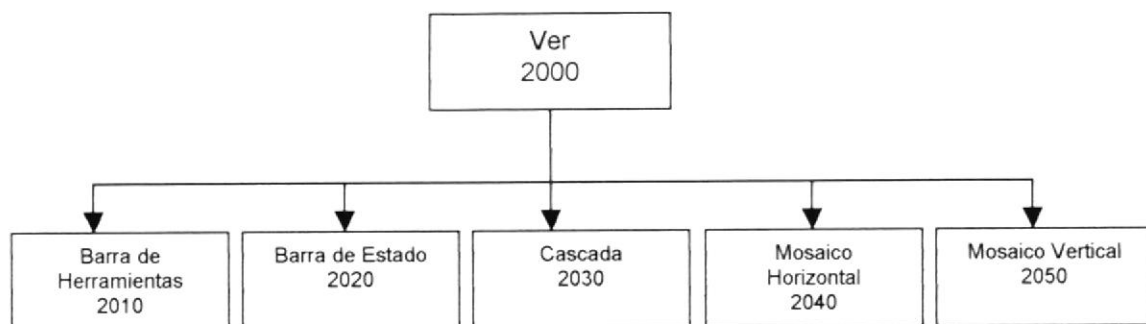 Ver
2000
Barra de
Herramientas
2010
Barra de Estado
2020
Cascada
2030
Mosaico
Horizontal
2040
Mosaico Vertical
2050